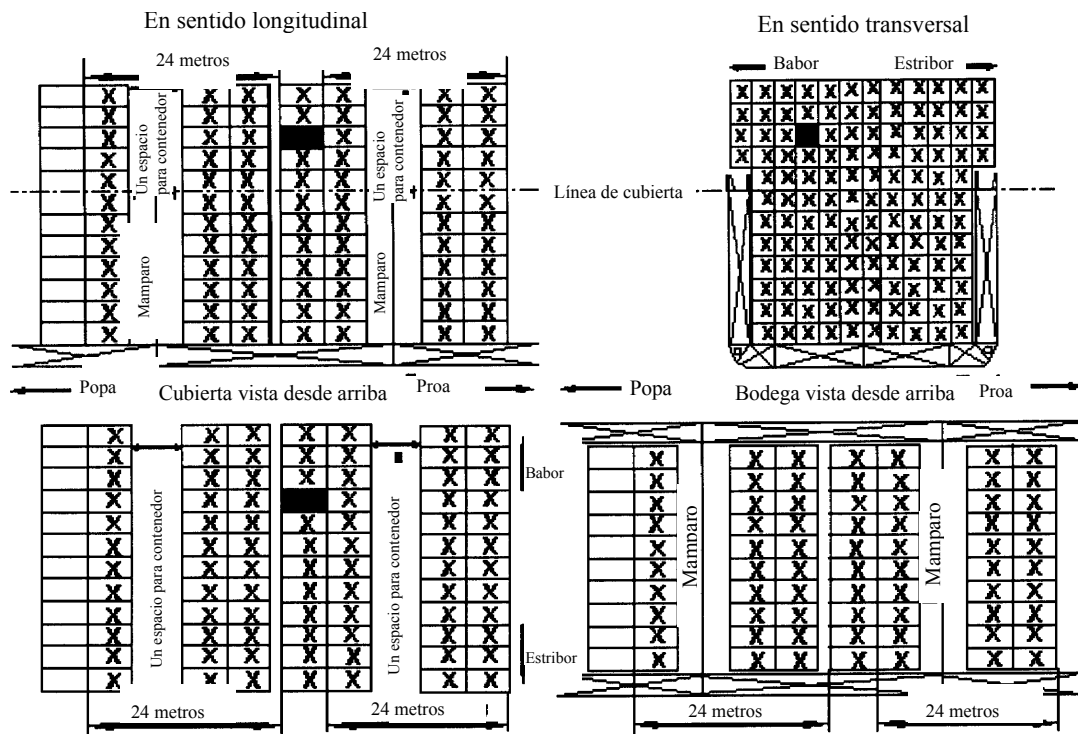 En sentido longitudinal
En sentido transversal
24 metros
24 metros
Babor
Estribor
Un espacio
para contenedor
Un espacio
para contenedor
Línea de cubierta
Mamparo
Mamparo
Popa
Cubierta vista desde arriba
Proa
Popa
Bodega vista desde arriba
Proa
Un espacio para contenedor
Un espacio para contenedor
Babor
Estribor
Mamparo
Mamparo
24 metros
24 metros
24 metros
24 metros